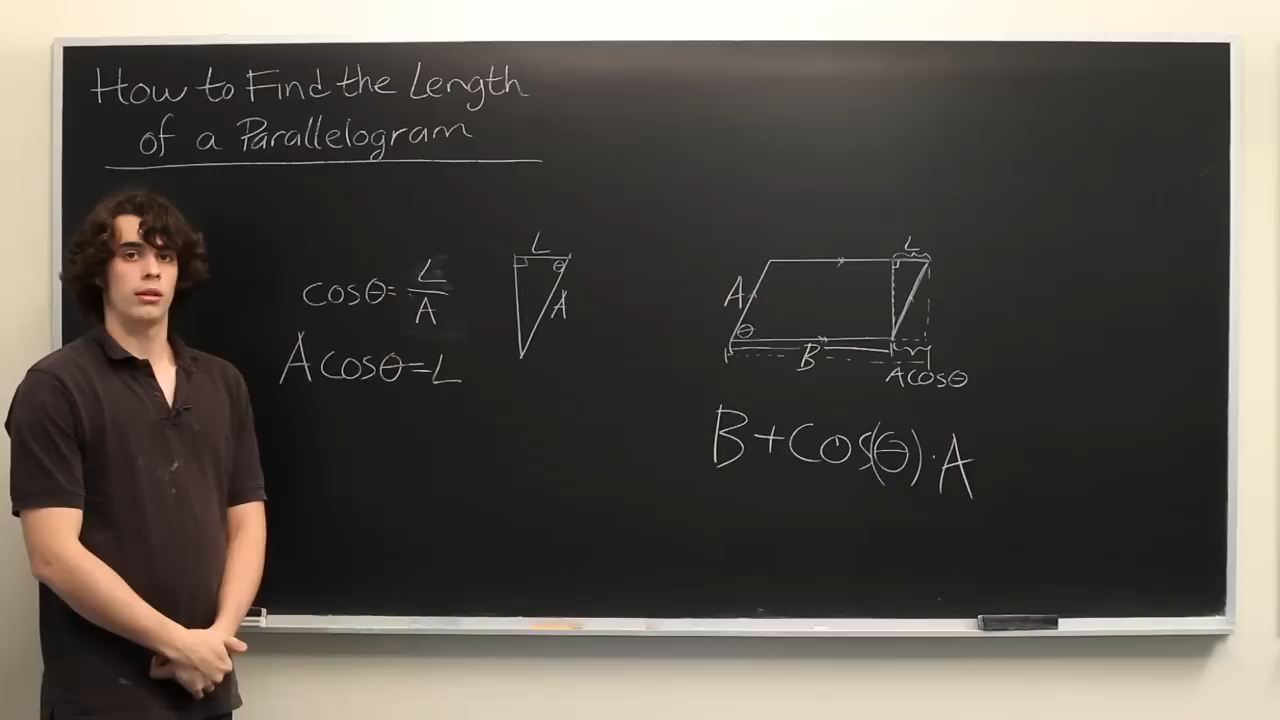 How to Find the Length
of a Parallelogram
cosθ = L/A
A cosθ = L
L
θ
A
L
A
θ
B
A cosθ
B + Cos(θ) · A